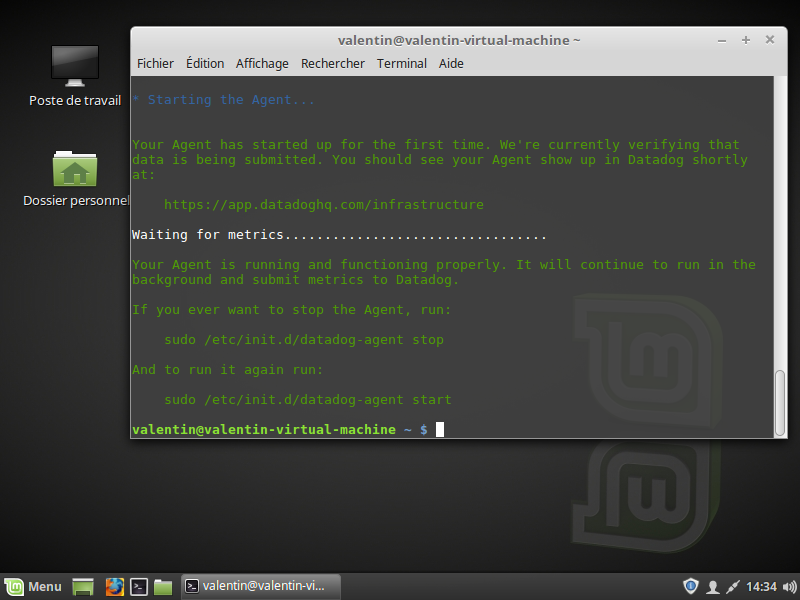 valentin@valentin-virtual-machine ~
Fichier Édition Affichage Rechercher Terminal Aide
Poste de travail
Dossier personnel
* Starting the Agent...
Your Agent has started up for the first time. We're currently verifying that
data is being submitted. You should see your Agent show up in Datadog shortly
at:
https://app.datadoghq.com/infrastructure
Waiting for metrics.................................
Your Agent is running and functioning properly. It will continue to run in the
background and submit metrics to Datadog.
If you ever want to stop the Agent, run:
sudo /etc/init.d/datadog-agent stop
And to run it again run:
sudo /etc/init.d/datadog-agent start
valentin@valentin-virtual-machine ~ $
Menu
valentin@valentin-vi...
14:34